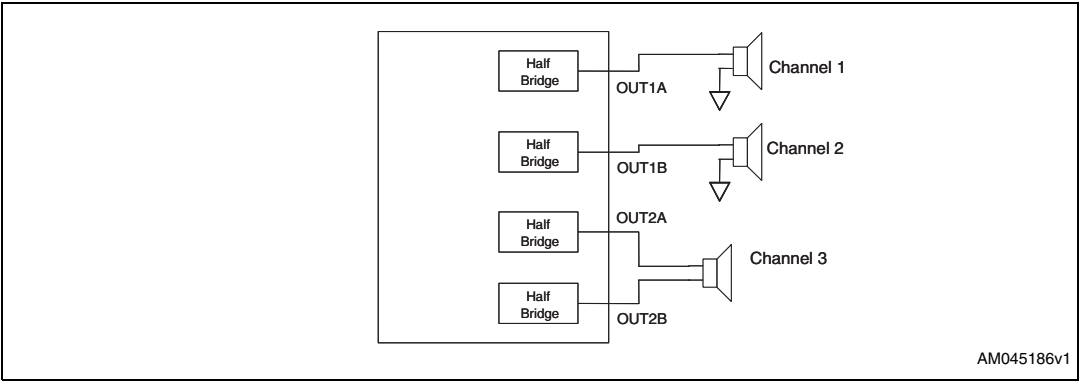 Half
Bridge
OUT1A
Channel 1
Half
Bridge
OUT1B
Channel 2
Half
Bridge
OUT2A
Channel 3
Half
Bridge
OUT2B
AM045186v1